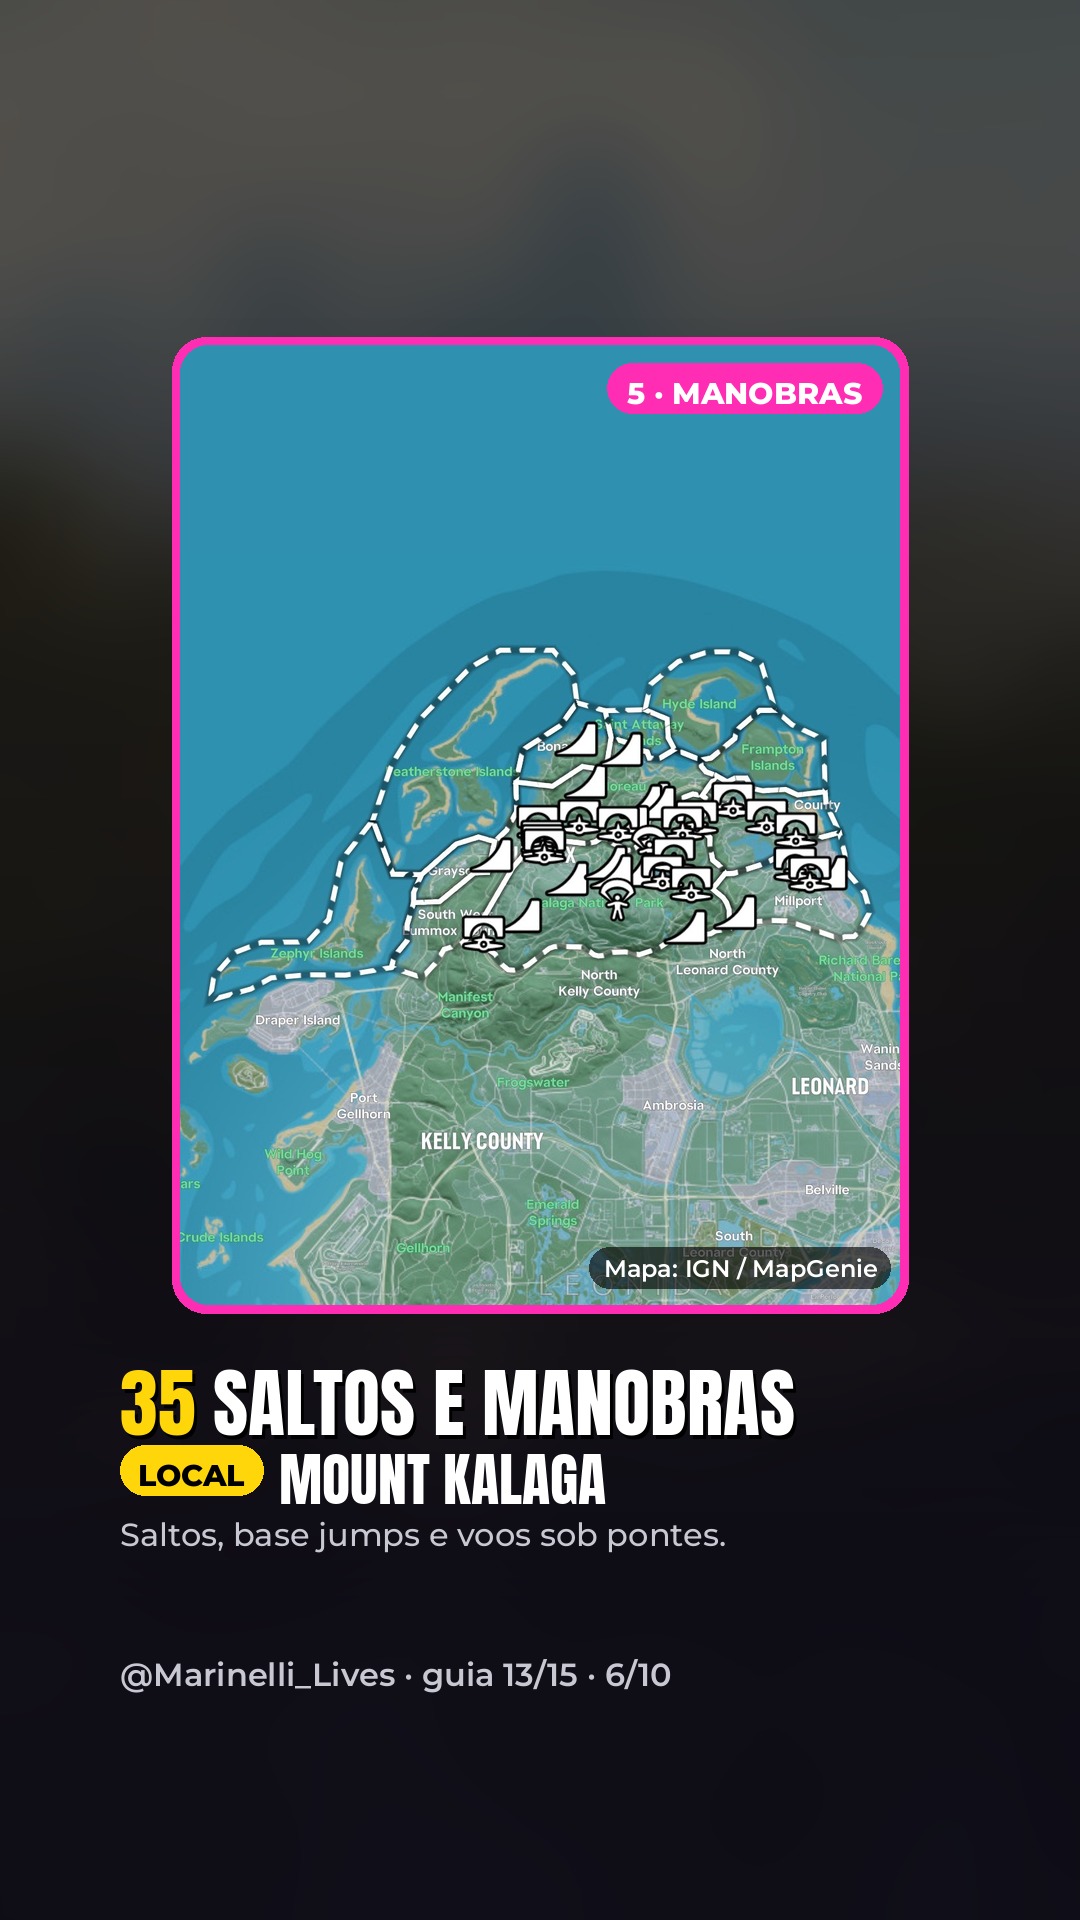 5 · MANOBRAS
Hyde Island
Frampton
Islands
County
Millport
Zephyr Islands
North
Leonard County
North
Kelly County
Manifest
Canyon
Draper Island
Frogswater
LEONARD
Ambrosia
Port
Gellhorn
KELLY COUNTY
Wild Hog
Point
Belville
Emerald
Springs
Crude Islands
Gellhorn
South
Leonard County
Mapa: IGN / MapGenie
35 SALTOS E MANOBRAS
LOCAL MOUNT KALAGA
Saltos, base jumps e voos sob pontes.
@Marinelli_Lives · guia 13/15 · 6/10